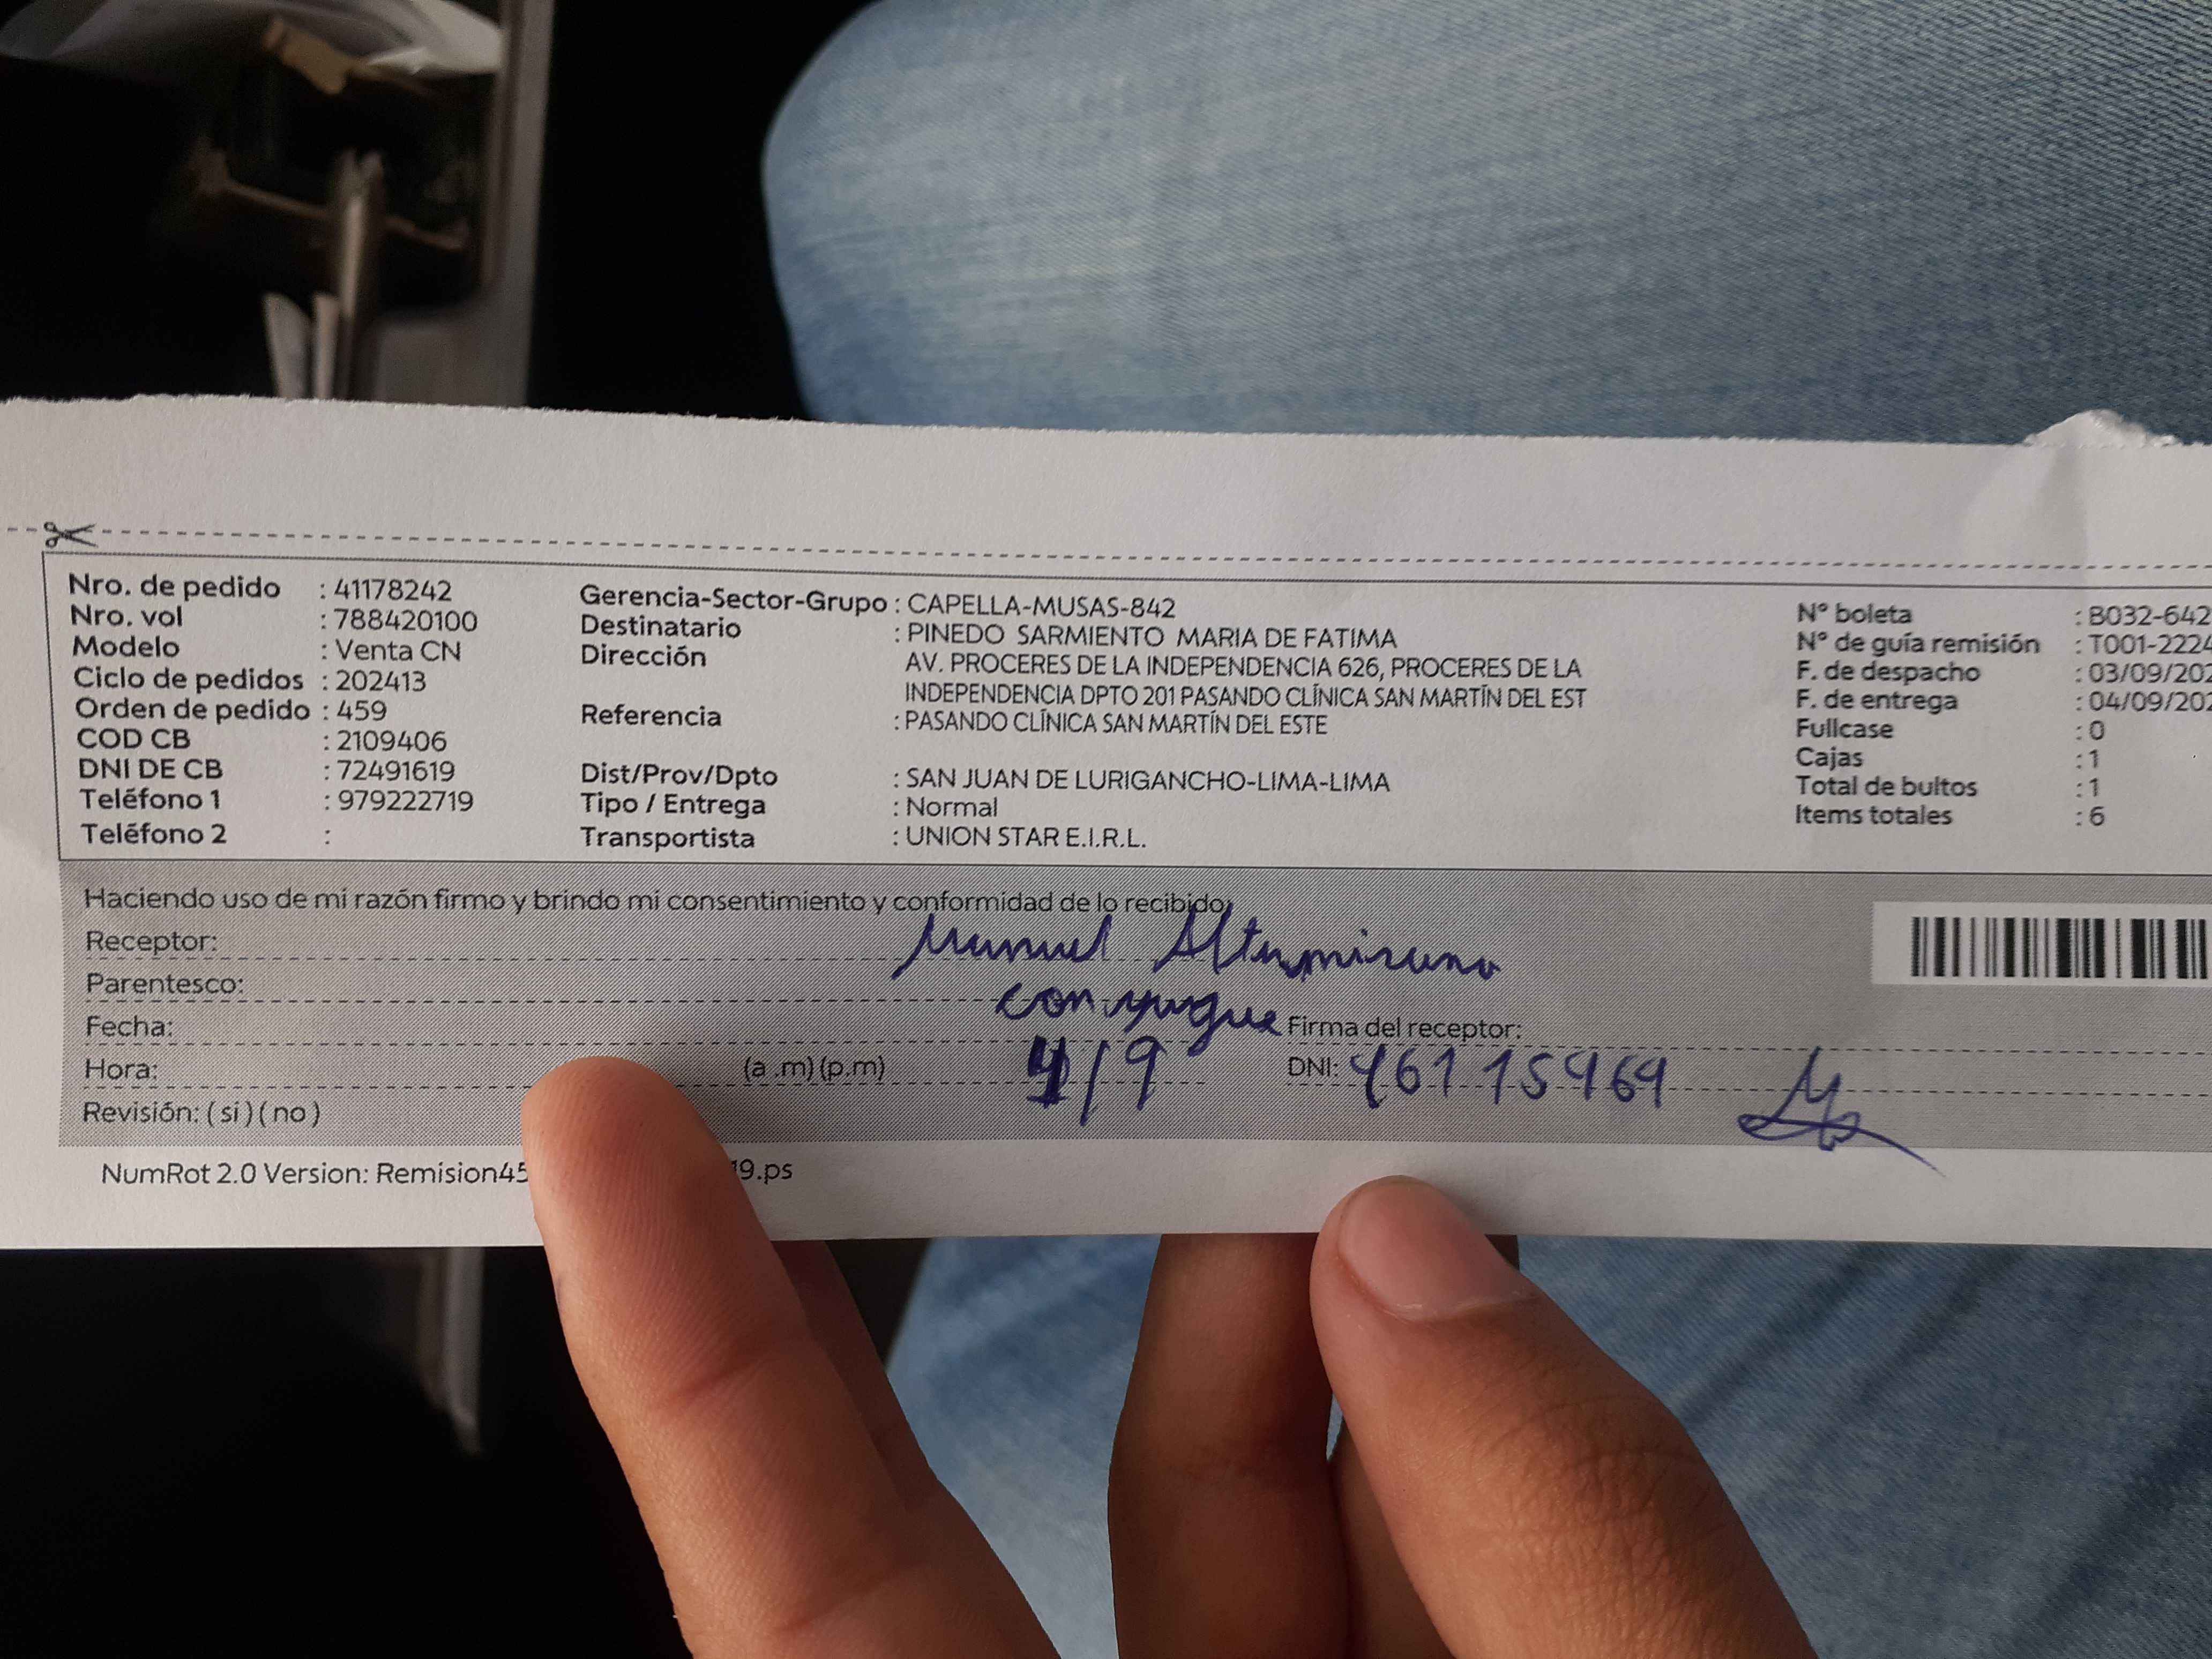 Nro. de pedido : 41178242
Nro. vol : 788420100
Modelo : Venta CN
Ciclo de pedidos : 202413
Orden de pedido : 459
COD CB : 2109406
DNI DE CB : 72491619
Teléfono 1 : 979222719
Teléfono 2 :
Gerencia-Sector-Grupo : CAPELLA-MUSAS-842
Destinatario : PINEDO SARMIENTO MARIA DE FATIMA
Dirección AV. PROCERES DE LA INDEPENDENCIA 626, PROCERES DE LA
INDEPENDENCIA DPTO 201 PASANDO CLÍNICA SAN MARTÍN DEL EST
Referencia : PASANDO CLÍNICA SAN MARTÍN DEL ESTE
Dist/Prov/Dpto : SAN JUAN DE LURIGANCHO-LIMA-LIMA
Tipo / Entrega : Normal
Transportista : UNION STAR E.I.R.L.
N° boleta : B032-642
N° de guía remisión : T001-2224
F. de despacho : 03/09/202
F. de entrega : 04/09/202
Fullcase : 0
Cajas : 1
Total de bultos : 1
Items totales : 6
Haciendo uso de mi razón firmo y brindo mi consentimiento y conformidad de lo recibido.
Receptor: Manuel Altamirano
Parentesco: conyugue
Fecha: Firma del receptor:
Hora: (a .m) (p.m) 4/9 DNI: 46115469
Revisión: ( si ) ( no )
NumRot 2.0 Version: Remision45 19.ps